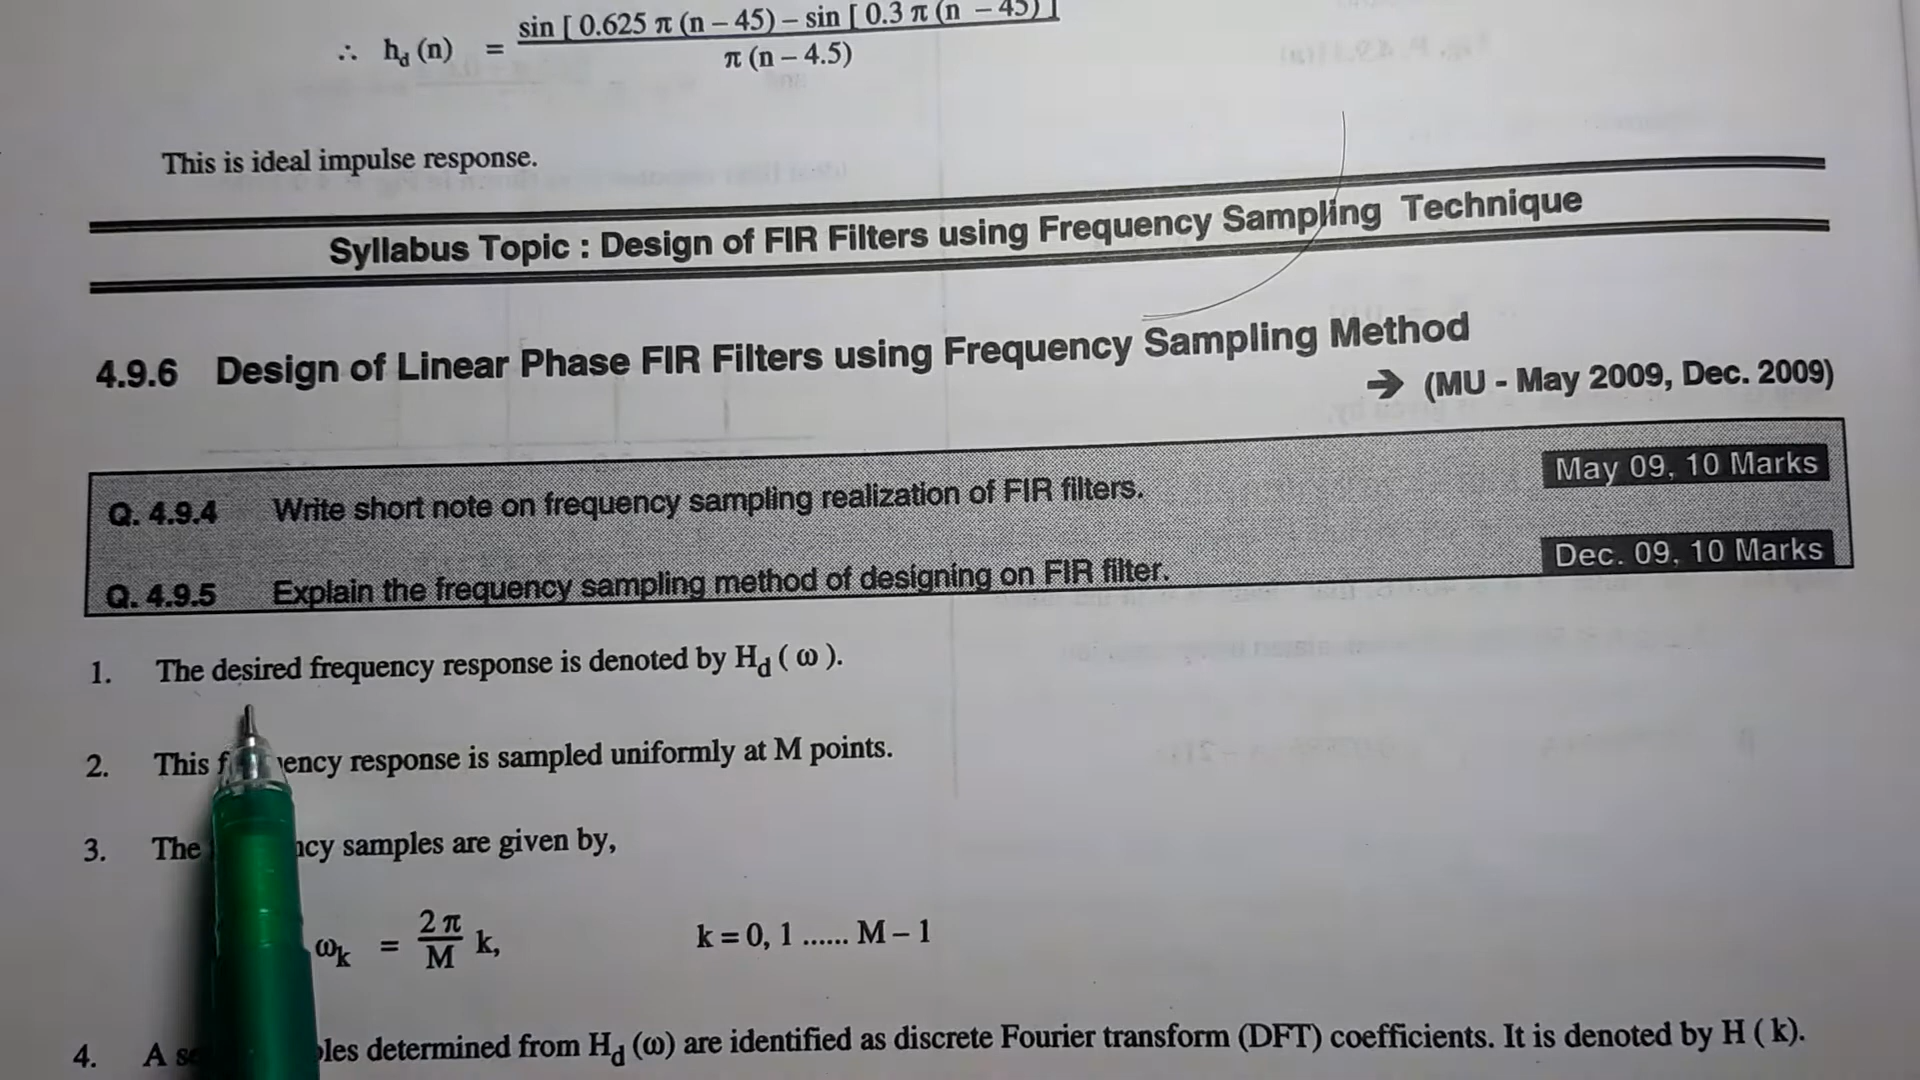 sin [ 0.625 π (n – 45) – sin [ 0.3 π (n – 45) ]
∴ hd (n) =
π (n – 4.5)
This is ideal impulse response.
Syllabus Topic : Design of FIR Filters using Frequency Sampling Technique
4.9.6 Design of Linear Phase FIR Filters using Frequency Sampling Method
➔ (MU - May 2009, Dec. 2009)
Q. 4.9.4 Write short note on frequency sampling realization of FIR filters. May 09, 10 Marks
Q. 4.9.5 Explain the frequency sampling method of designing on FIR filter. Dec. 09, 10 Marks
1. The desired frequency response is denoted by Hd ( ω ).
2. This response is sampled uniformly at M points.
3. The samples are given by,
ωk = 2 π / M k, k = 0, 1 ...... M – 1
4. A determined from Hd (ω) are identified as discrete Fourier transform (DFT) coefficients. It is denoted by H ( k ).